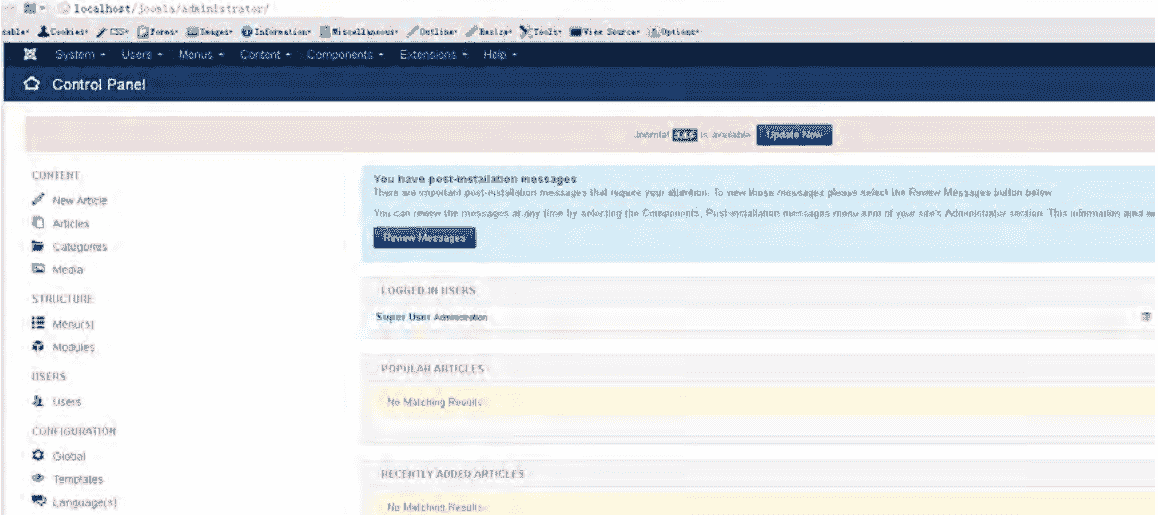 localhost/joomla/administrator/
Cookies CSS Forms Images Information Miscellaneous Outline Resize Tools View Source Options
System Users Menus Content Components Extensions Help
Control Panel
Joomla! is available Update Now
CONTENT
New Article
Articles
Categories
Media
STRUCTURE
Menu(s)
Modules
USERS
Users
CONFIGURATION
Global
Templates
Language(s)
You have post-installation messages
There are important post-installation messages that require your attention. To view those messages please select the Review Messages button below
You can review the messages at any time by selecting the Components, Post-installation messages menu item of your site's Administrator section. This information area
Review Messages
LOGGED-IN USERS
Super User Administration
POPULAR ARTICLES
No Matching Results
RECENTLY ADDED ARTICLES
No Matching Results